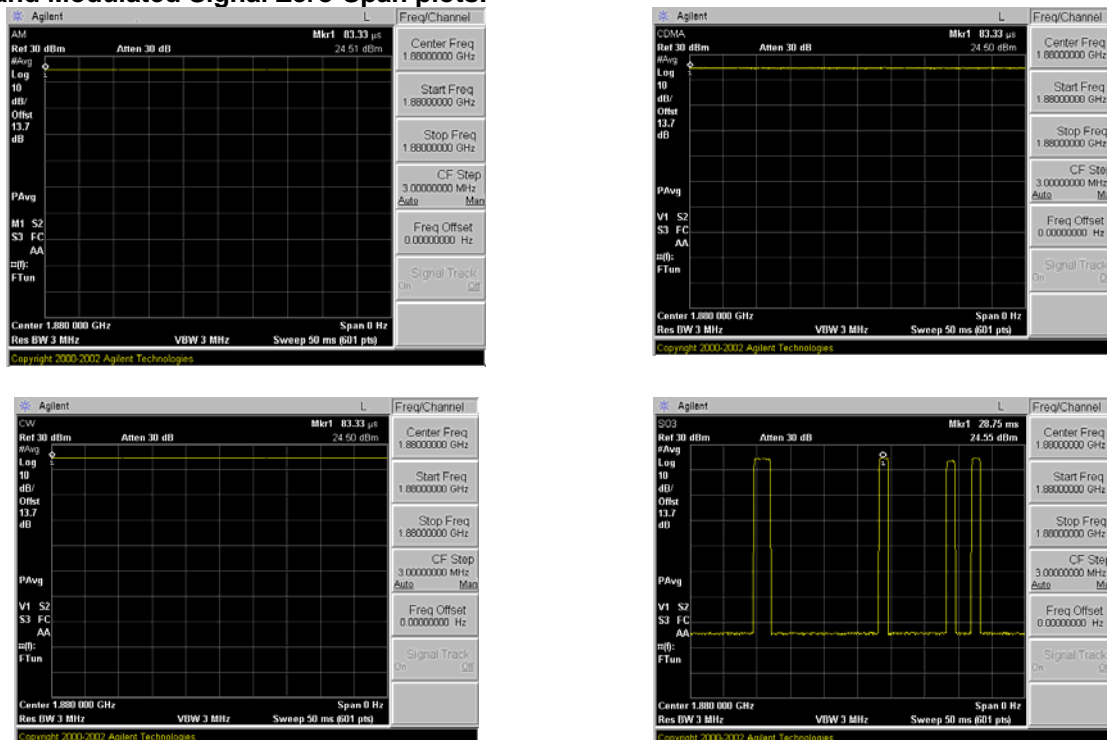 and Modulated Signal Zero-Span plots.
Agilent L Freq/Channel
AM Mkr1 83.33 µs
Ref 30 dBm Atten 30 dB 24.51 dBm
#Avg
Log
10
dB/
Offst
13.7
dB
PAvg
M1 S2
S3 FC
AA
¤(f):
FTun
Center 1.880 000 GHz Span 0 Hz
Res BW 3 MHz VBW 3 MHz Sweep 50 ms (601 pts)
Copyright 2000-2002 Agilent Technologies
Center Freq
1.88000000 GHz
Start Freq
1.88000000 GHz
Stop Freq
1.88000000 GHz
CF Step
3.00000000 MHz
Auto Man
Freq Offset
0.00000000 Hz
Signal Track
On Off
Agilent L Freq/Channel
CDMA Mkr1 83.33 µs
Ref 30 dBm Atten 30 dB 24.50 dBm
#Avg
Log
10
dB/
Offst
13.7
dB
PAvg
V1 S2
S3 FC
AA
¤(f):
FTun
Center 1.880 000 GHz Span 0 Hz
Res BW 3 MHz VBW 3 MHz Sweep 50 ms (601 pts)
Copyright 2000-2002 Agilent Technologies
Center Freq
1.88000000 GHz
Start Freq
1.88000000 GHz
Stop Freq
1.88000000 GHz
CF Step
3.00000000 MHz
Auto
Freq Offset
0.00000000 Hz
Signal Track
On
Agilent L Freq/Channel
CW Mkr1 83.33 µs
Ref 30 dBm Atten 30 dB 24.50 dBm
#Avg
Log
10
dB/
Offst
13.7
dB
PAvg
V1 S2
S3 FC
AA
¤(f):
FTun
Center 1.880 000 GHz Span 0 Hz
Res BW 3 MHz VBW 3 MHz Sweep 50 ms (601 pts)
Copyright 2000-2002 Agilent Technologies
Center Freq
1.88000000 GHz
Start Freq
1.88000000 GHz
Stop Freq
1.88000000 GHz
CF Step
3.00000000 MHz
Auto Man
Freq Offset
0.00000000 Hz
Signal Track
On Off
Agilent L Freq/Channel
SO3 Mkr1 28.75 ms
Ref 30 dBm Atten 30 dB 24.55 dBm
#Avg
Log
10
dB/
Offst
13.7
dB
PAvg
V1 S2
S3 FC
AA
¤(f):
FTun
Center 1.880 000 GHz Span 0 Hz
Res BW 3 MHz VBW 3 MHz Sweep 50 ms (601 pts)
Copyright 2000-2002 Agilent Technologies
Center Freq
1.88000000 GHz
Start Freq
1.88000000 GHz
Stop Freq
1.88000000 GHz
CF Step
3.00000000 MHz
Auto
Freq Offset
0.00000000 Hz
Signal Track
On